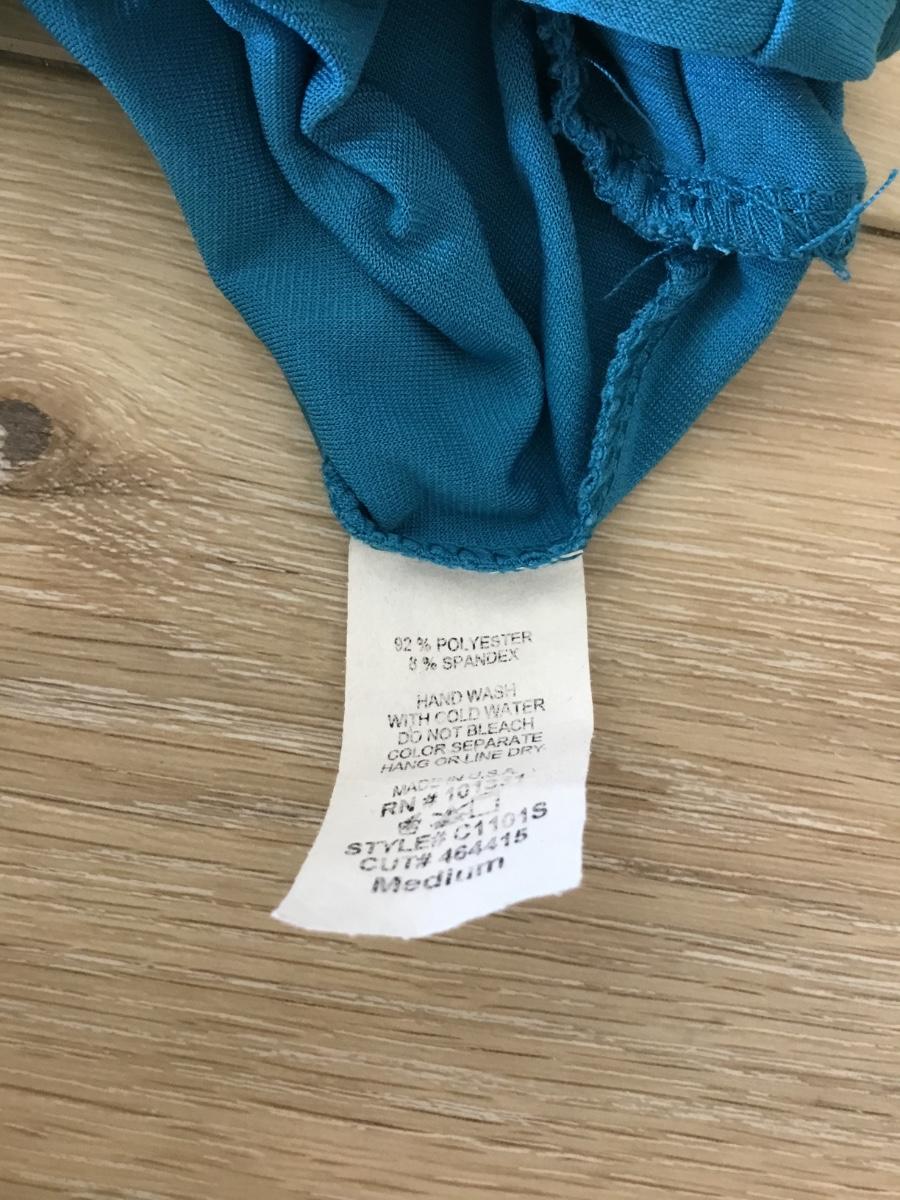 92 % POLYESTER
8 % SPANDEX
HAND WASH
WITH COLD WATER
DO NOT BLEACH
COLOR SEPARATE
HANG OR LINE DRY
MADE IN U.S.A.
RN #
STYLE# C1101S
CUT# 464415
Medium